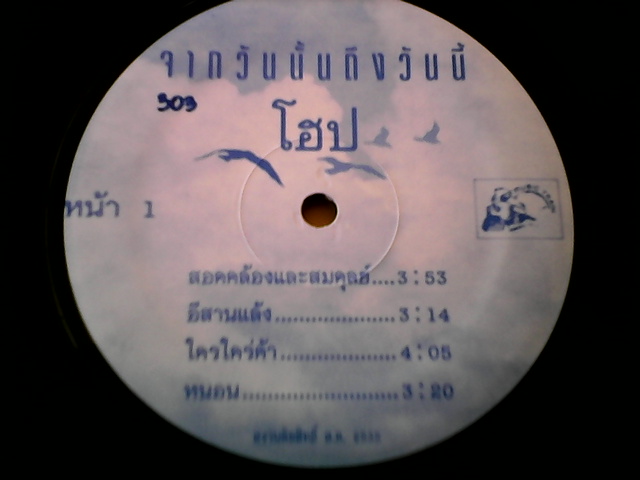 จากวันนั้นถึงวันนี้
303
โฮป
หน้า 1
สอดคล้องและสมดุลย์....3:53
อีสานแล้ง....................3:14
ใครใคร่ค้า...................4:05
หนอน.........................3:20